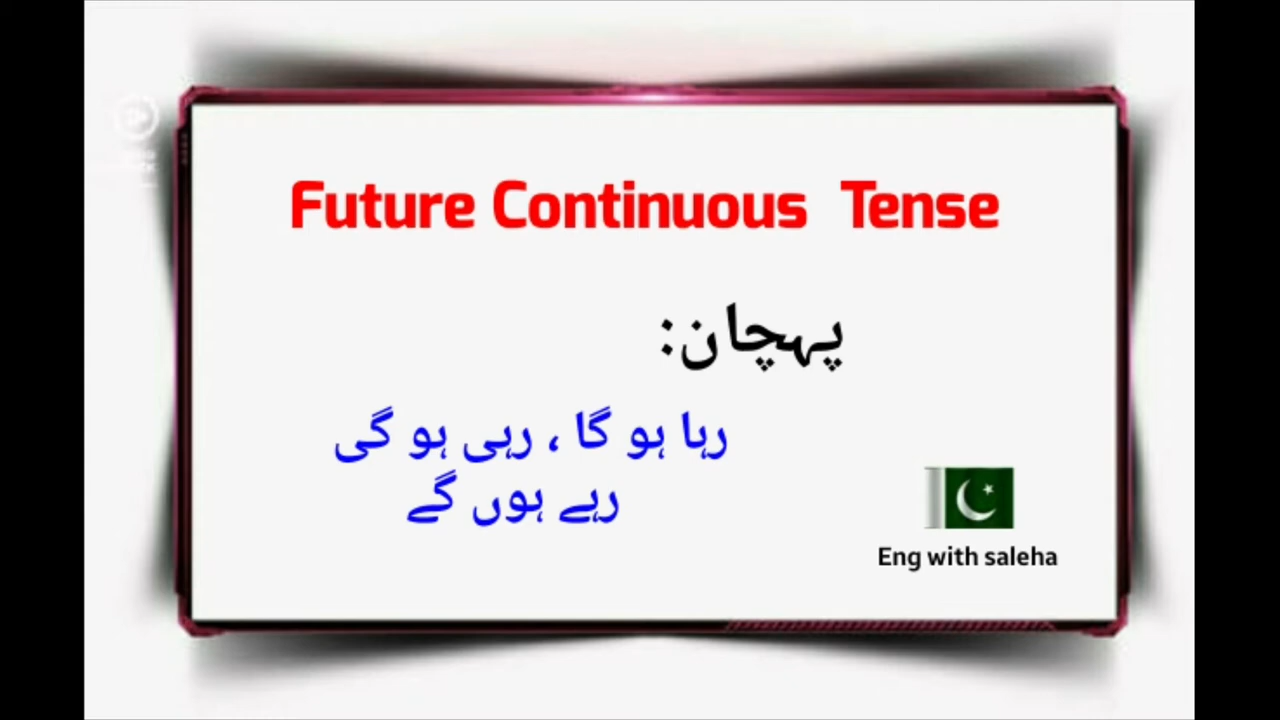 Future Continuous Tense
پہچان:
رہا ہو گا ، رہی ہو گی
رہے ہوں گے
Eng with saleha